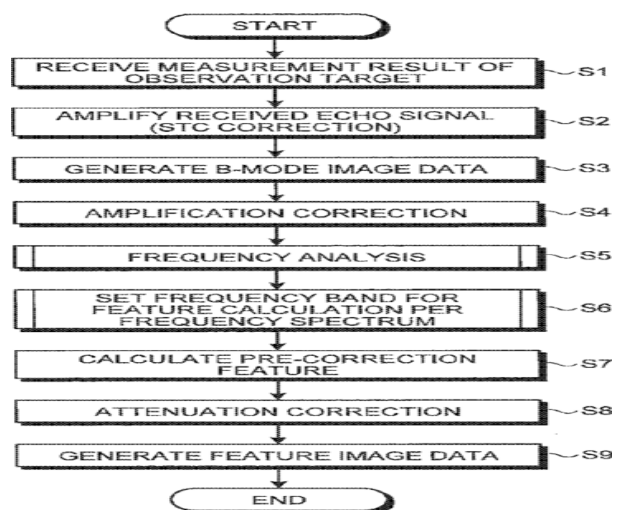 START
RECEIVE MEASUREMENT RESULT OF
OBSERVATION TARGET
S1
AMPLIFY RECEIVED ECHO SIGNAL
(STC CORRECTION)
S2
GENERATE B-MODE IMAGE DATA
S3
AMPLIFICATION CORRECTION
S4
FREQUENCY ANALYSIS
S5
SET FREQUENCY BAND FOR
FEATURE CALCULATION PER
FREQUENCY SPECTRUM
S6
CALCULATE PRE-CORRECTION
FEATURE
S7
ATTENUATION CORRECTION
S8
GENERATE FEATURE IMAGE DATA
S9
END